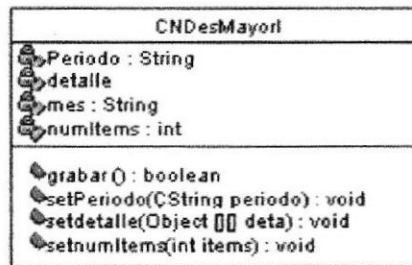 CNDesMayorI
Periodo : String
detalle
mes : String
numItems : int
grabar() : boolean
setPeriodo(CString periodo) : void
setdetalle(Object [][] deta) : void
setnumItems(int items) : void